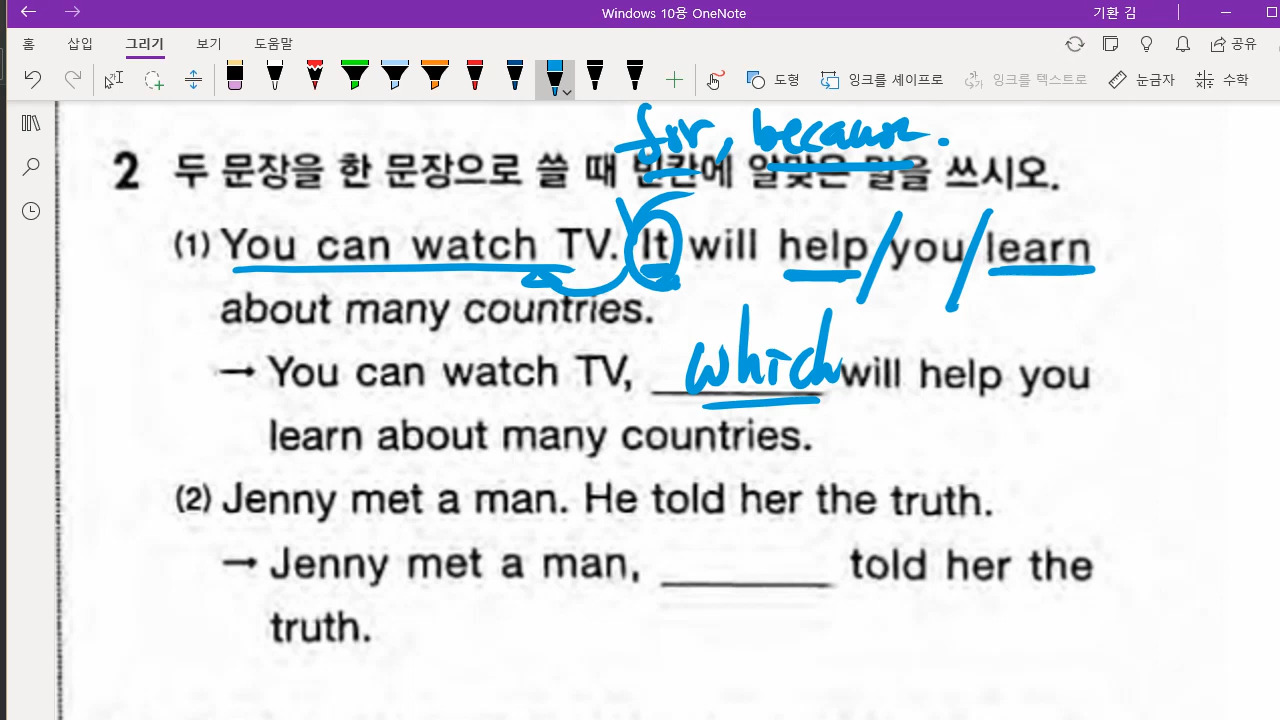 Windows 10용 OneNote
기환 김
홈 삽입 그리기 보기 도움말
공유
도형 잉크를 셰이프로 잉크를 텍스트로 눈금자 수학
for, because.
2 두 문장을 한 문장으로 쓸 때 빈칸에 알맞은 말을 쓰시오.
(1) You can watch TV. It will help/you/learn
about many countries.
→ You can watch TV, which will help you
learn about many countries.
(2) Jenny met a man. He told her the truth.
→ Jenny met a man, ________ told her the
truth.